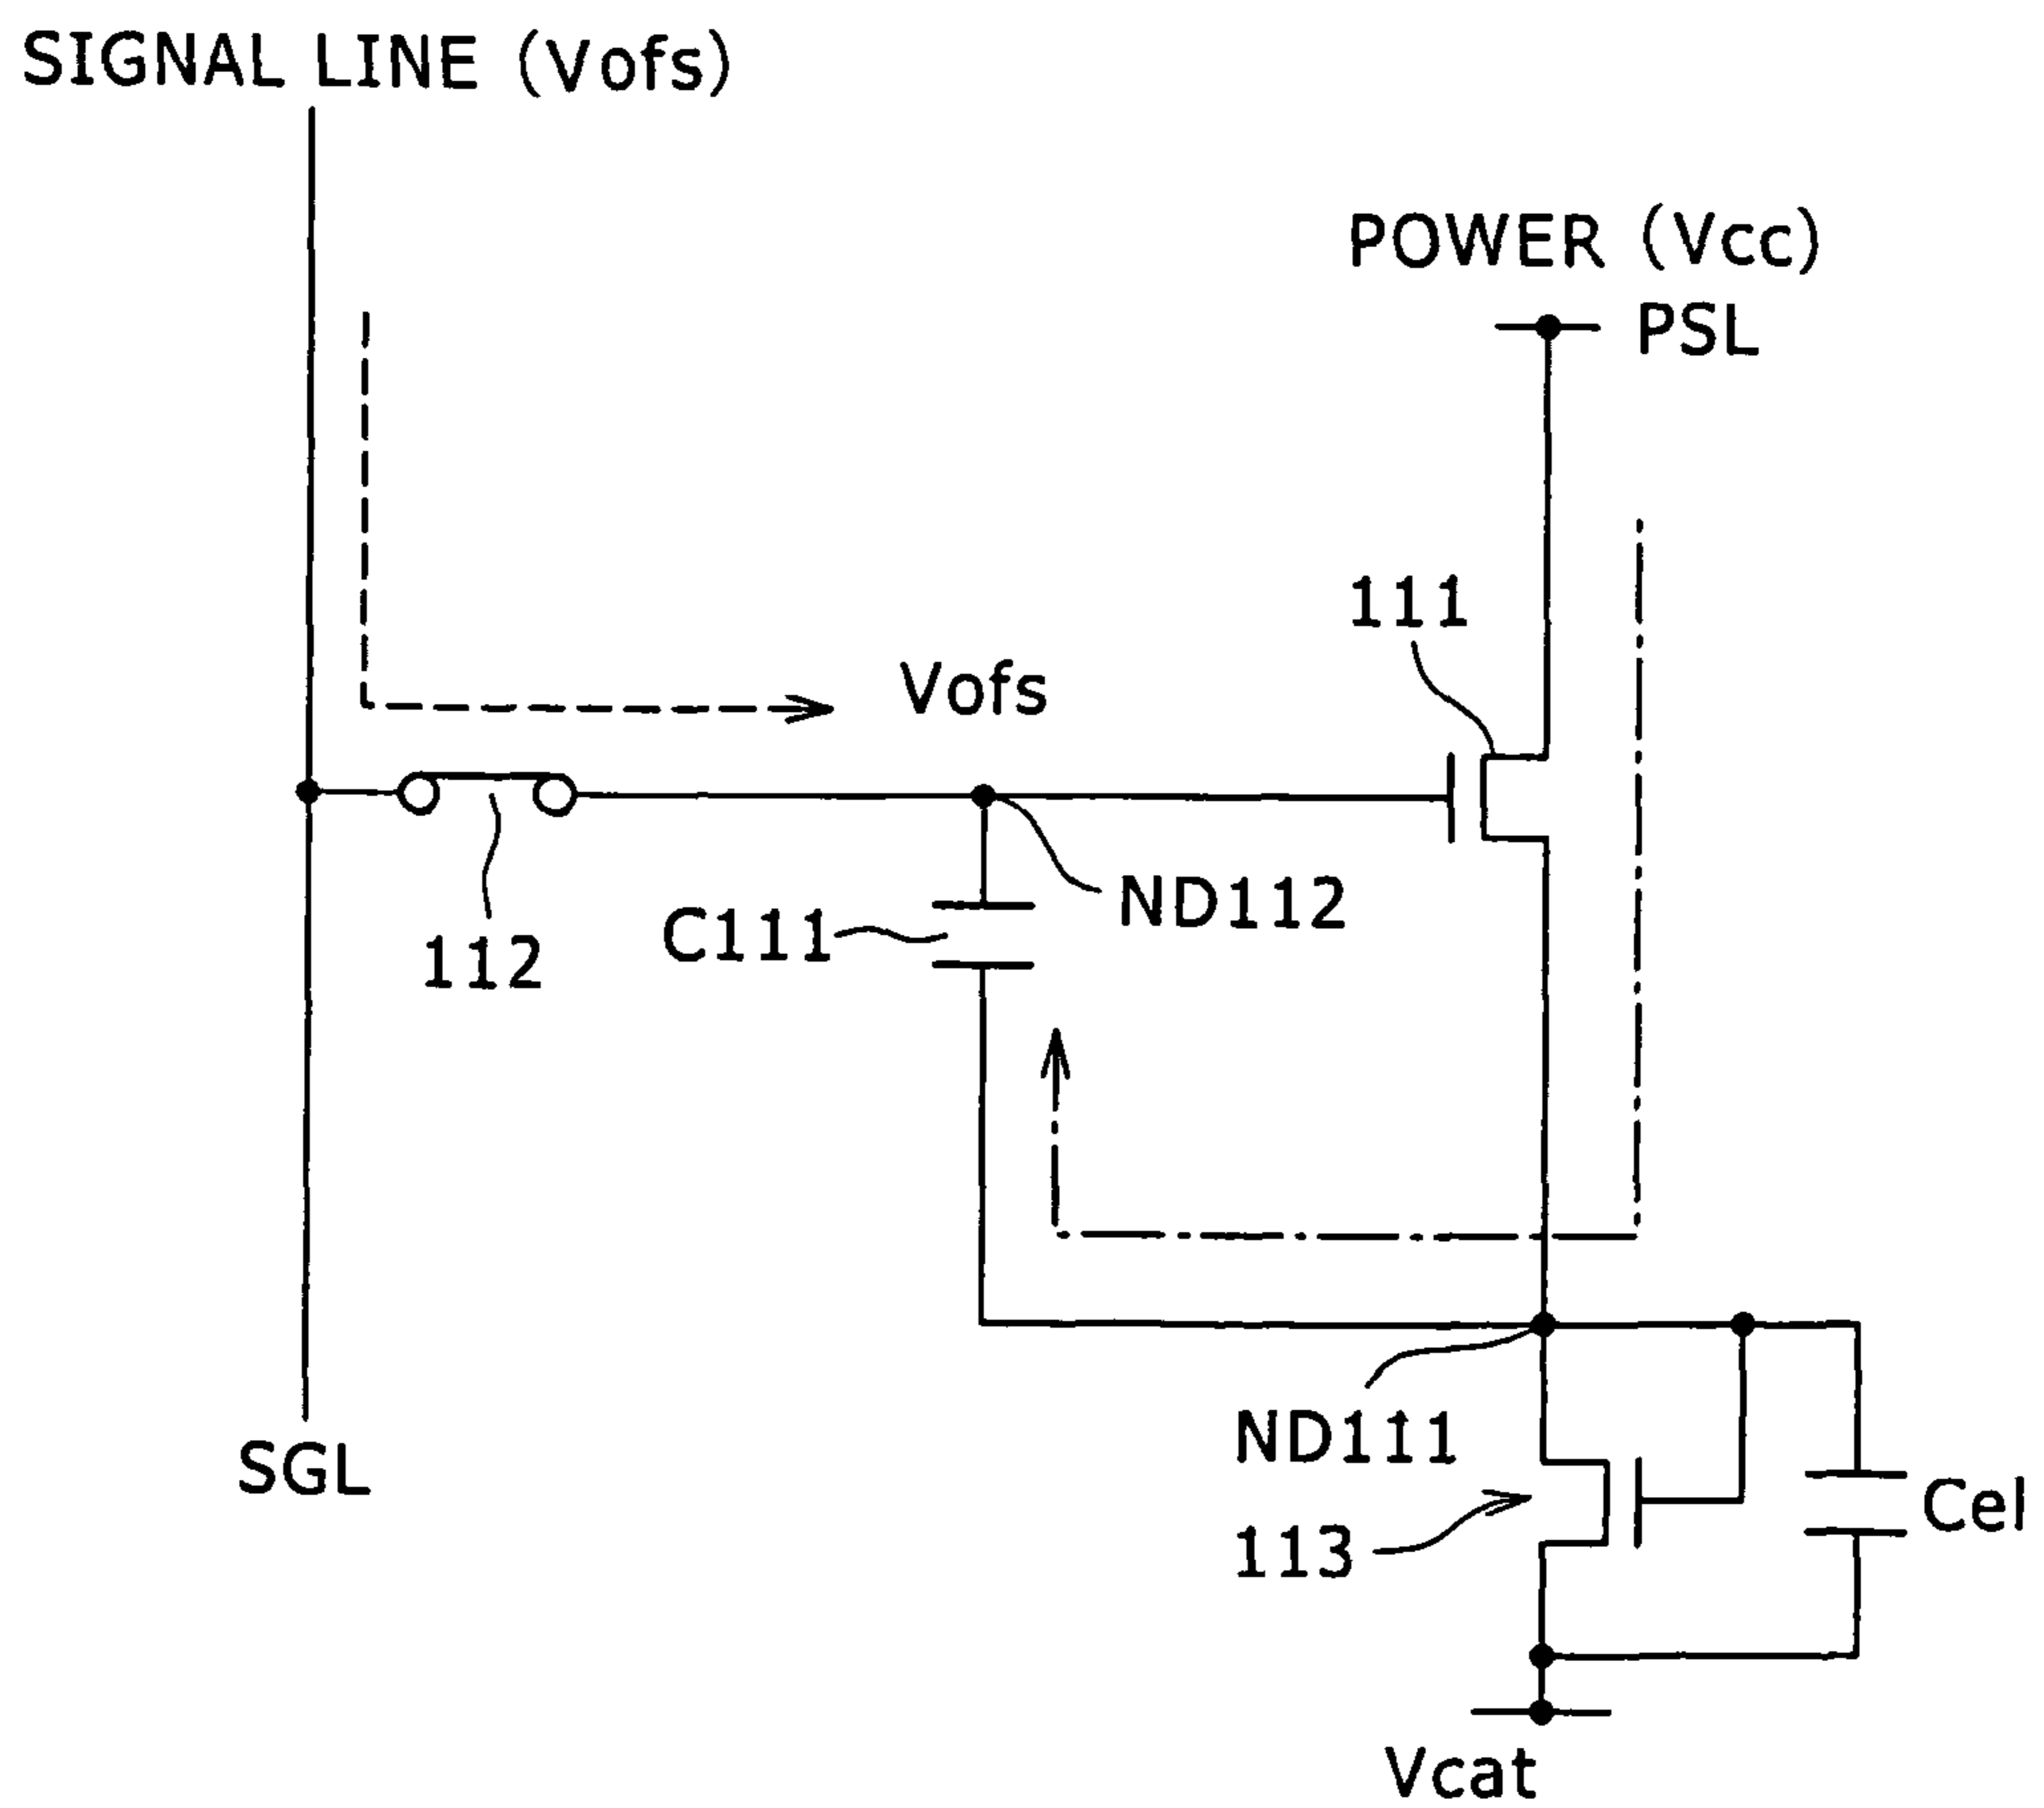 SIGNAL LINE (Vofs)
POWER (Vcc)
PSL
111
Vofs
ND112
C111
112
ND111
SGL
Cel
113
Vcat